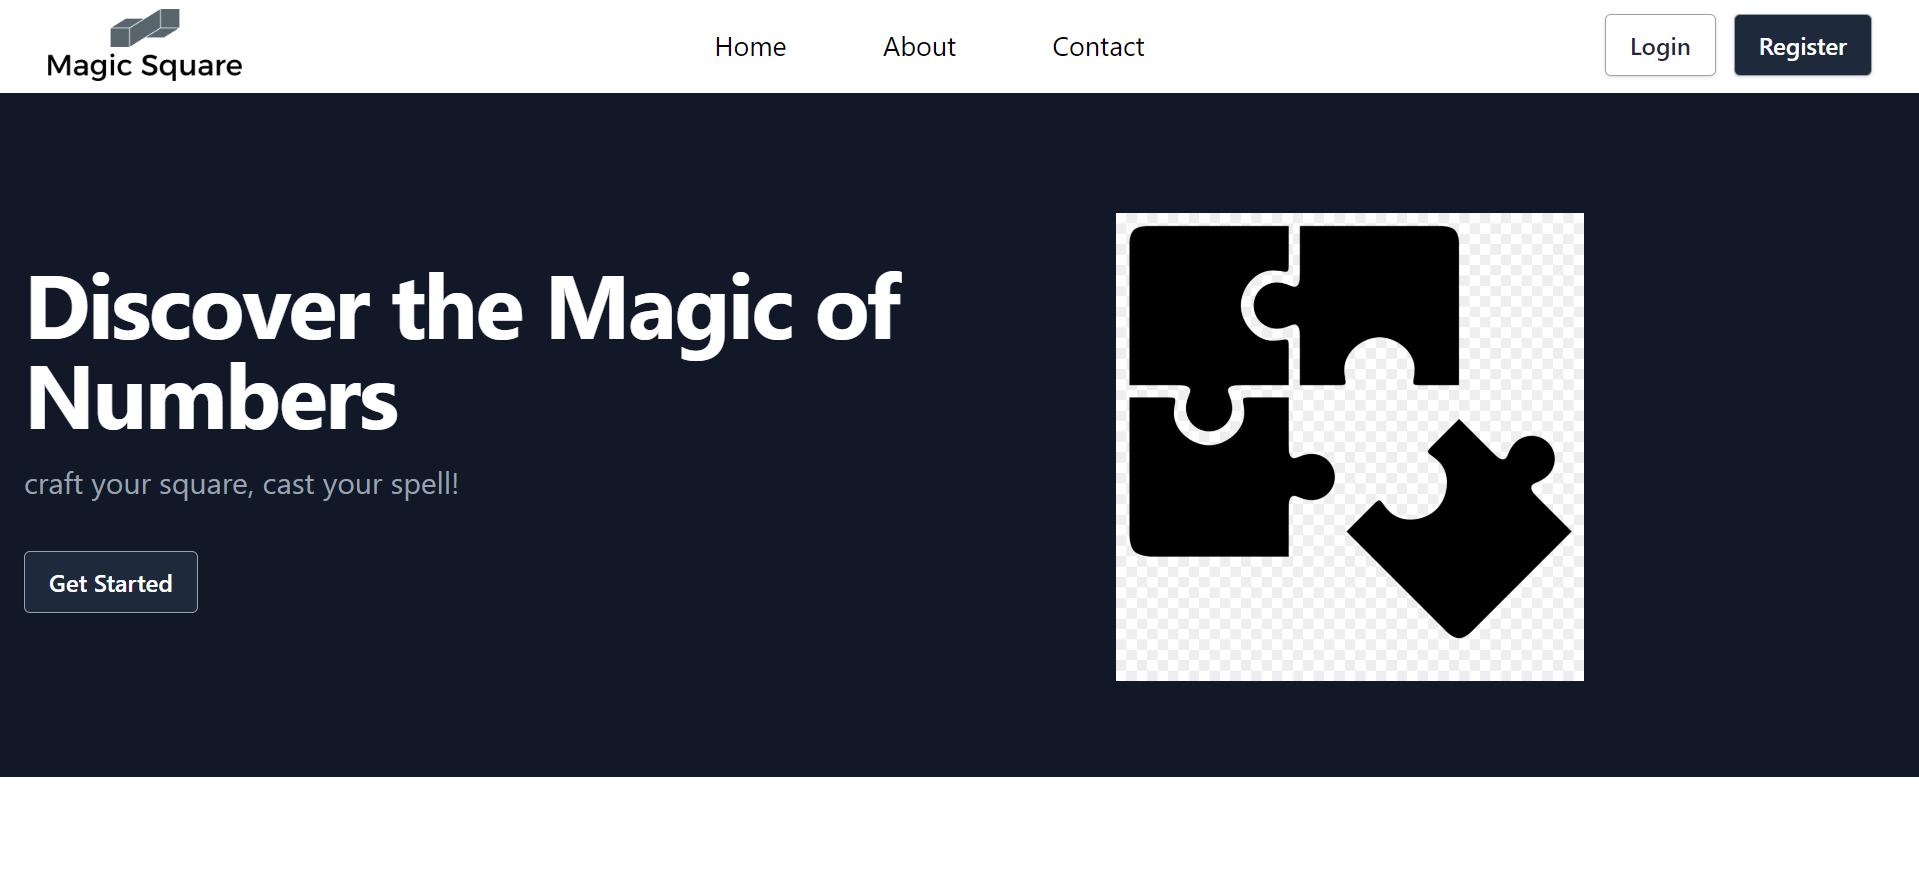 Magic Square
Home
About
Contact
Login
Register
Discover the Magic of
Numbers
craft your square, cast your spell!
Get Started